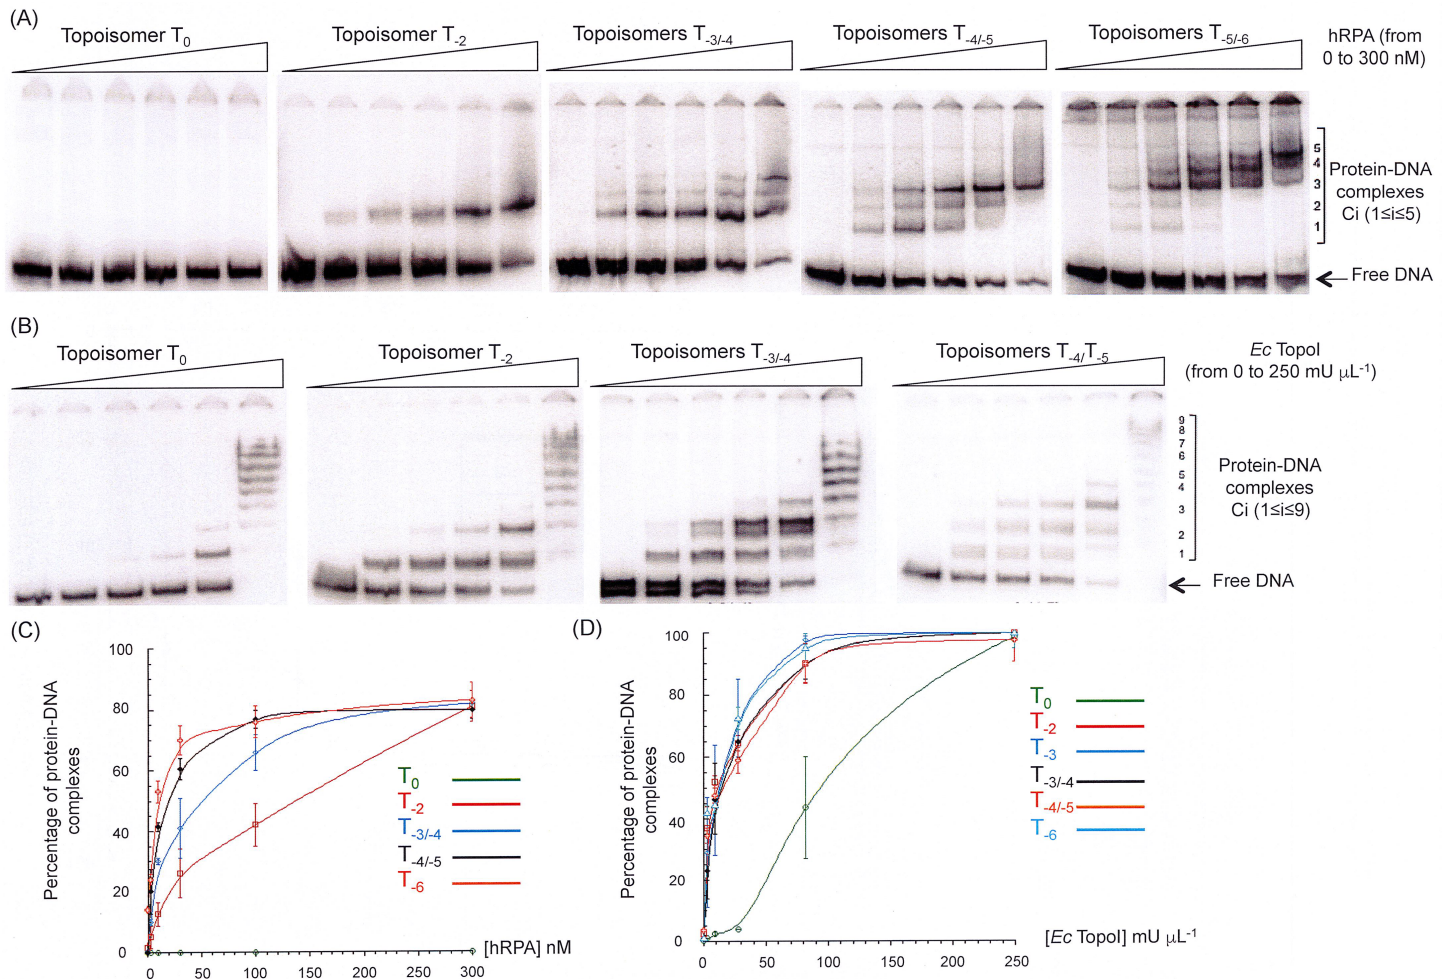 (A)
Topoisomer T0
Topoisomer T-2
Topoisomers T-3/-4
Topoisomers T-4/-5
Topoisomers T-5/-6
hRPA (from
0 to 300 nM)
5
4
3
2
1
Protein-DNA
complexes
Ci (1≤i≤5)
Free DNA
(B)
Topoisomer T0
Topoisomer T-2
Topoisomers T-3/-4
Topoisomers T-4/T-5
Ec TopoI
(from 0 to 250 mU μL-1)
9
8
7
6
5
4
3
2
1
Protein-DNA
complexes
Ci (1≤i≤9)
Free DNA
(C)
Percentage of protein-DNA
complexes
100
80
60
40
20
0
0 50 100 150 200 250 300
[hRPA] nM
T0
T-2
T-3/-4
T-4/-5
T-6
(D)
Percentage of protein-DNA
complexes
100
80
60
40
20
0
0 50 100 150 200 250
[Ec TopoI] mU μL-1
T0
T-2
T-3
T-3/-4
T-4/-5
T-6